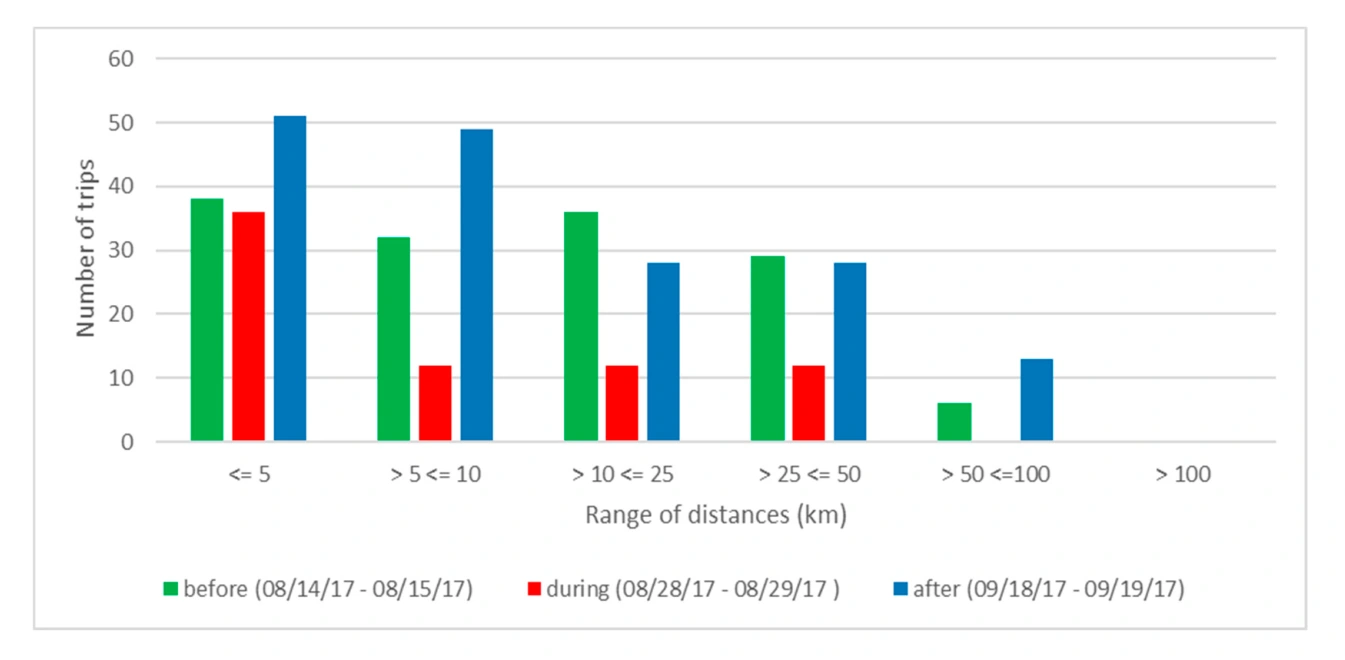 60
50
40
30
20
10
0
Number of trips
<= 5 > 5 <= 10 > 10 <= 25 > 25 <= 50 > 50 <=100 > 100
Range of distances (km)
before (08/14/17 - 08/15/17) during (08/28/17 - 08/29/17 ) after (09/18/17 - 09/19/17)